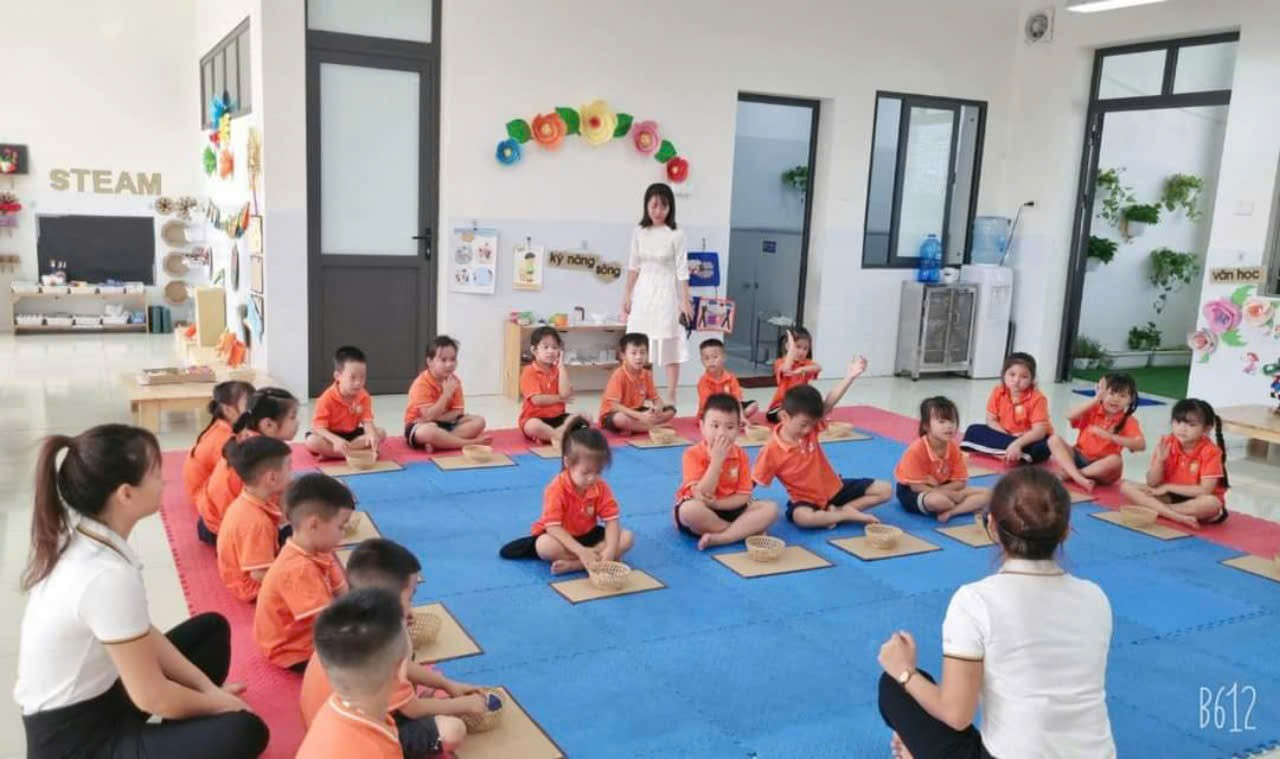 STEAM
kỹ năng
sống
văn học
B612